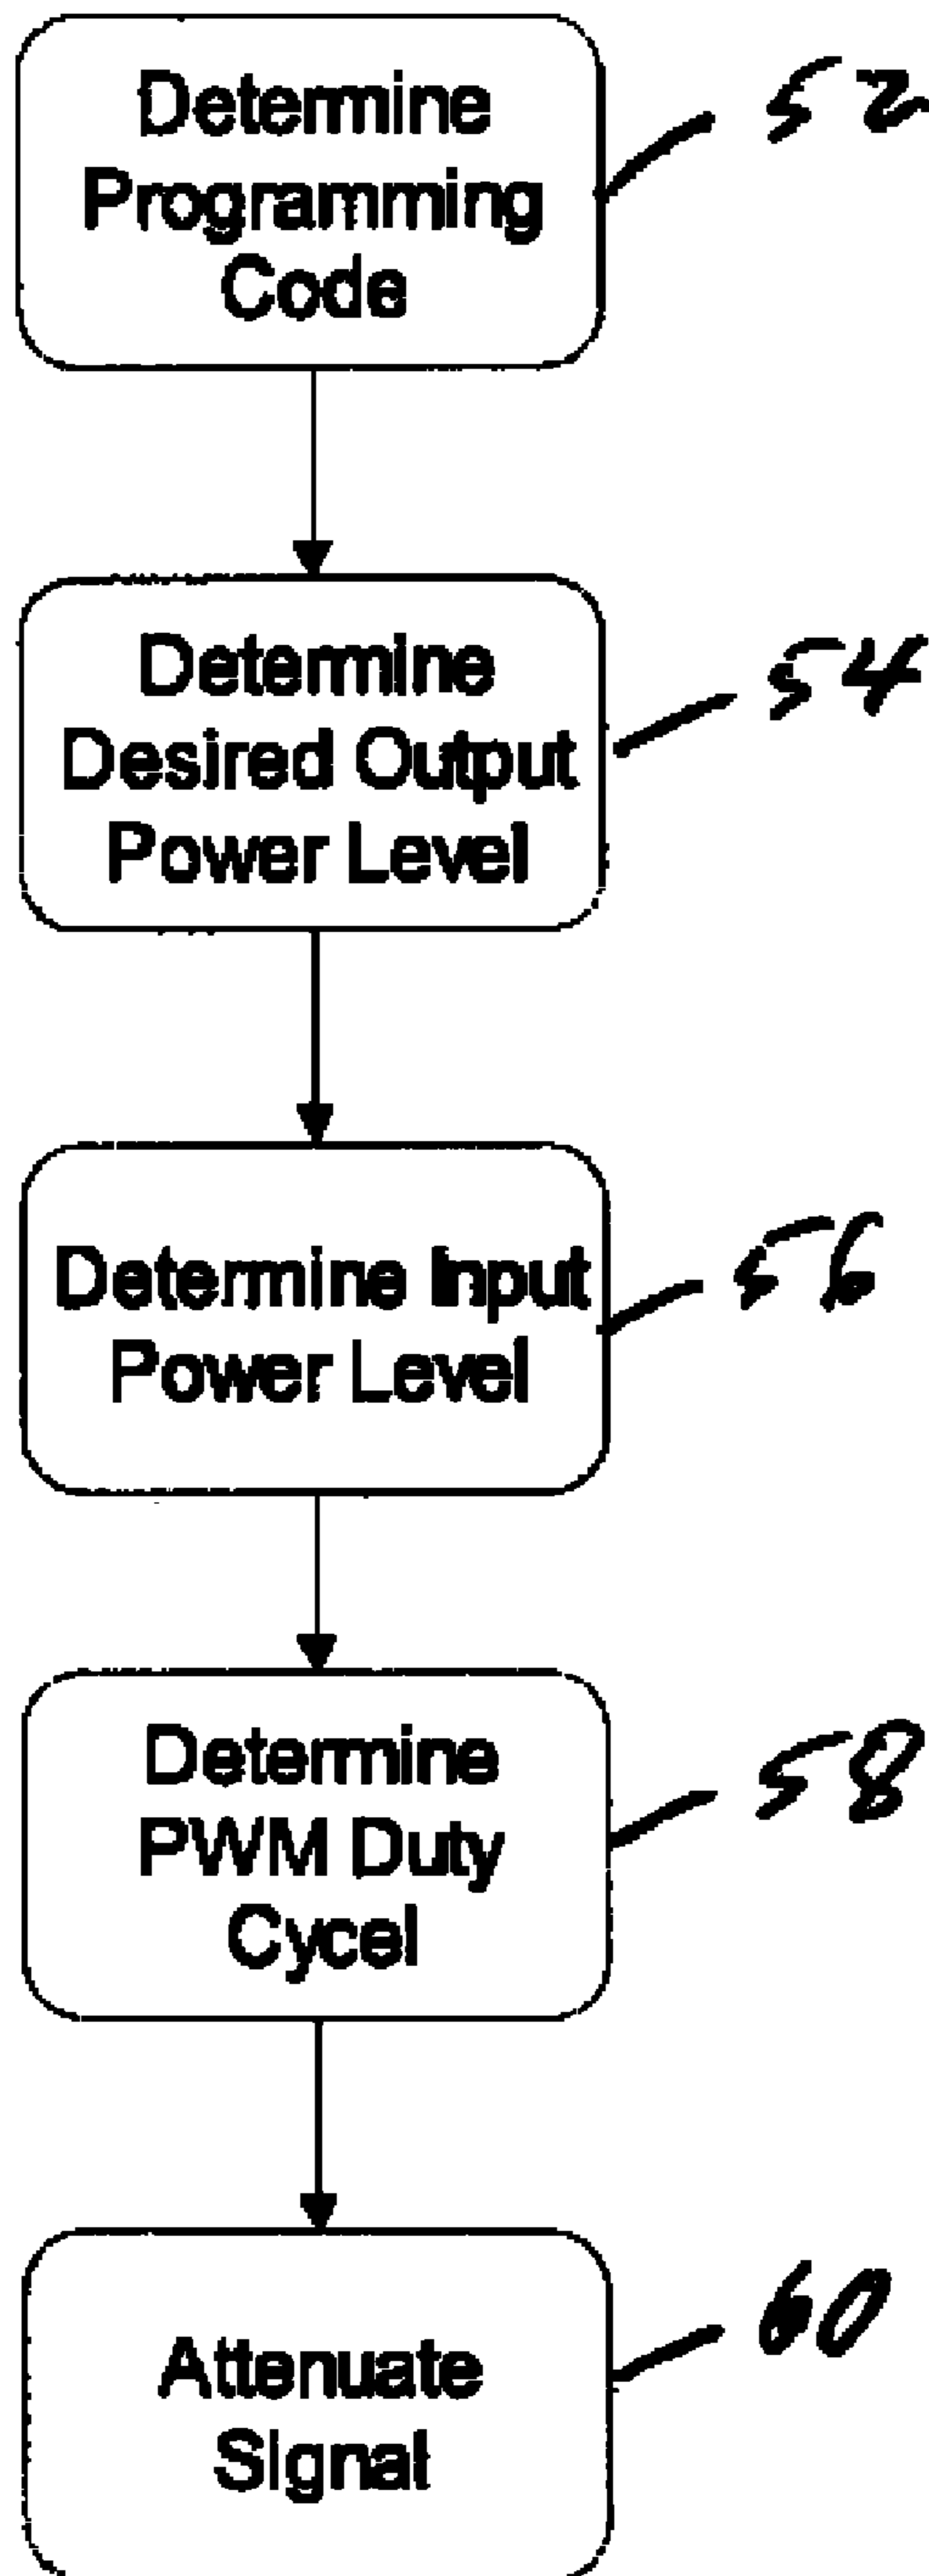 Determine
Programming
Code
52
Determine
Desired Output
Power Level
54
Determine Input
Power Level
56
Determine
PWM Duty
Cycel
58
Attenuate
Signal
60